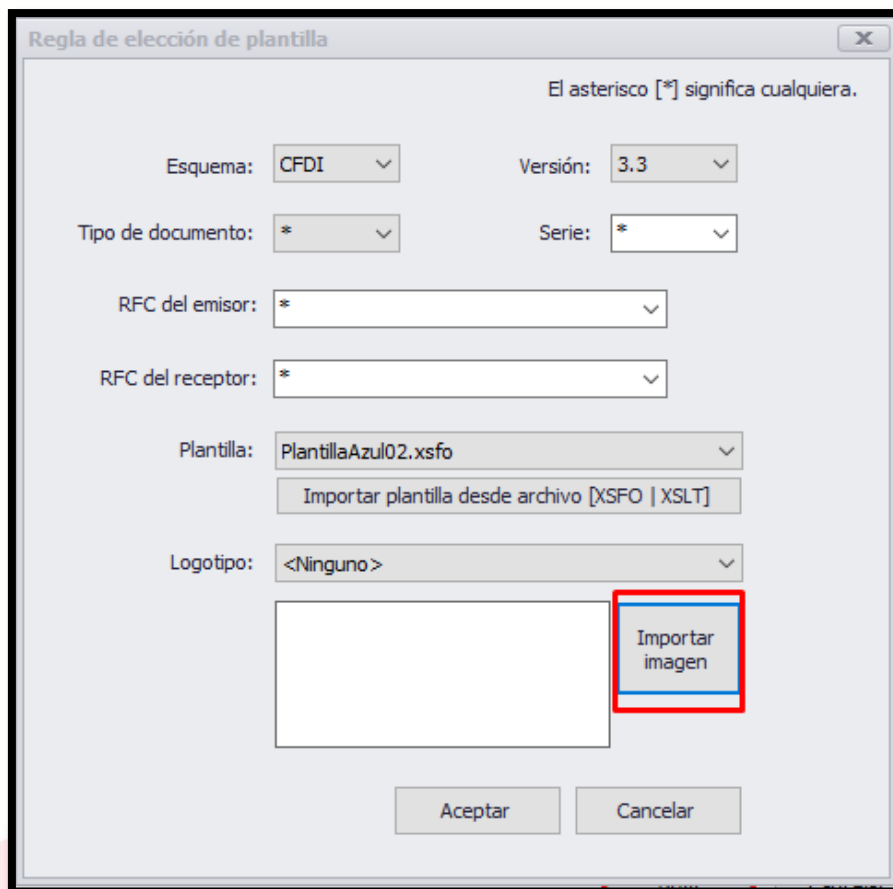 Regla de elección de plantilla
El asterisco [*] significa cualquiera.
Esquema: CFDI Versión: 3.3
Tipo de documento: * Serie: *
RFC del emisor: *
RFC del receptor: *
Plantilla: PlantillaAzul02.xsfo
Importar plantilla desde archivo [XSFO | XSLT]
Logotipo: <Ninguno>
Importar
imagen
Aceptar Cancelar